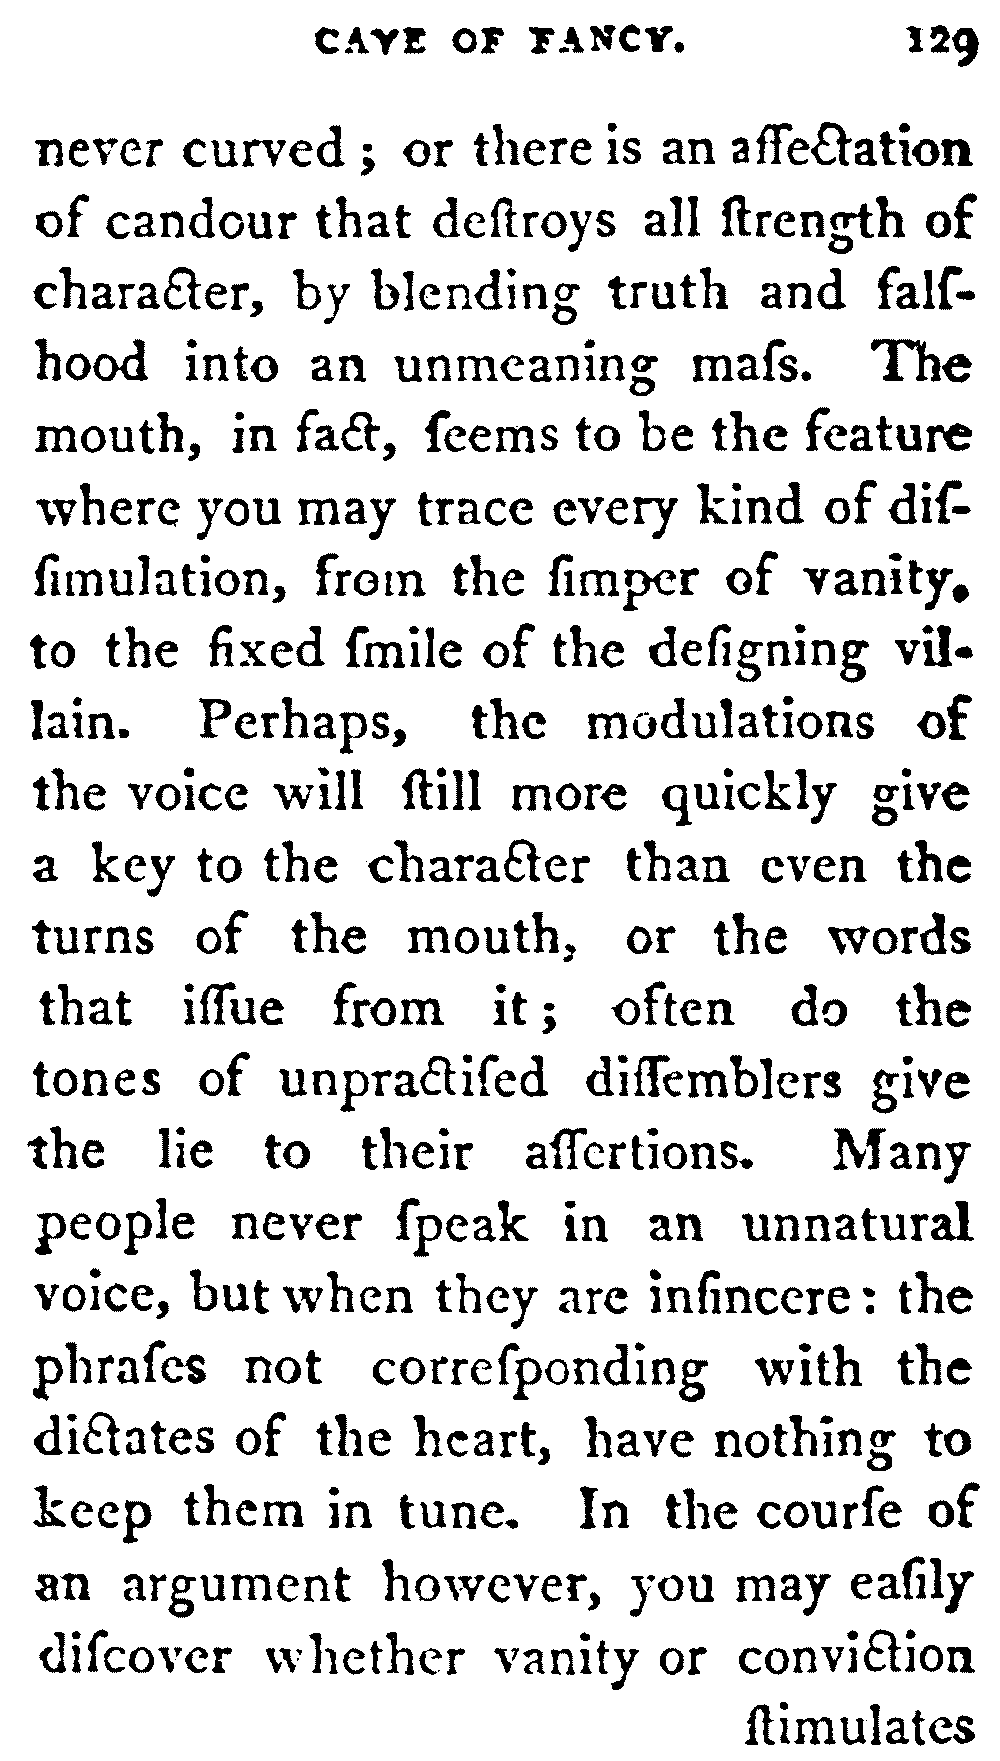 CAVE OF FANCY. 129
never curved; or there is an affectation
of candour that deſtroys all ſtrength of
character, by blending truth and falſ-
hood into an unmeaning maſs. The
mouth, in fact, ſeems to be the feature
where you may trace every kind of diſ-
ſimulation, from the ſimper of vanity,
to the fixed ſmile of the deſigning vil-
lain. Perhaps, the modulations of
the voice will ſtill more quickly give
a key to the character than even the
turns of the mouth, or the words
that iſſue from it; often do the
tones of unpractiſed diſſemblers give
the lie to their aſſertions. Many
people never ſpeak in an unnatural
voice, but when they are inſincere: the
phraſes not correſponding with the
dictates of the heart, have nothing to
keep them in tune. In the courſe of
an argument however, you may eaſily
diſcover whether vanity or conviction
ſtimulates